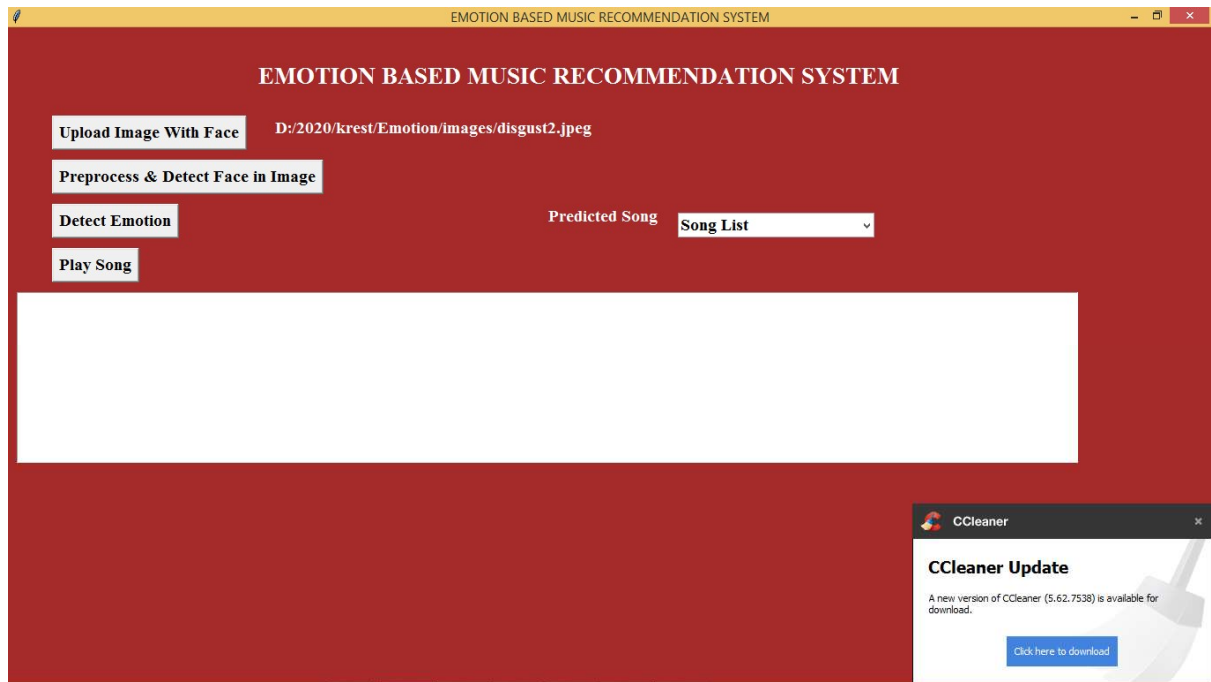 EMOTION BASED MUSIC RECOMMENDATION SYSTEM
EMOTION BASED MUSIC RECOMMENDATION SYSTEM
Upload Image With Face
D:/2020/krest/Emotion/images/disgust2.jpeg
Preprocess & Detect Face in Image
Detect Emotion
Predicted Song
Song List
Play Song
CCleaner
CCleaner Update
A new version of CCleaner (5.62.7538) is available for
download.
Click here to download